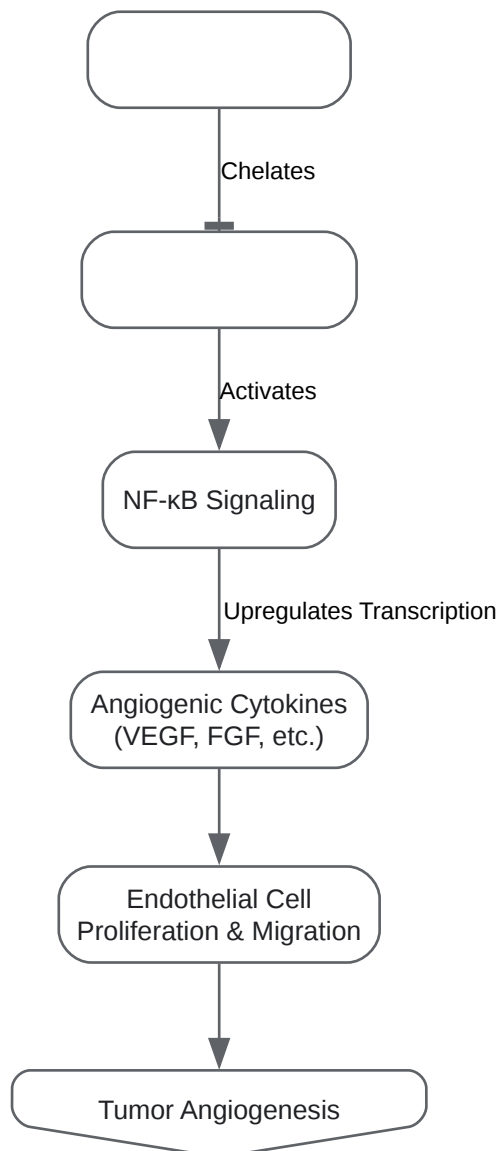 Chelates
Activates
NF-κB Signaling
Upregulates Transcription
Angiogenic Cytokines
(VEGF, FGF, etc.)
Endothelial Cell
Proliferation & Migration
Tumor Angiogenesis